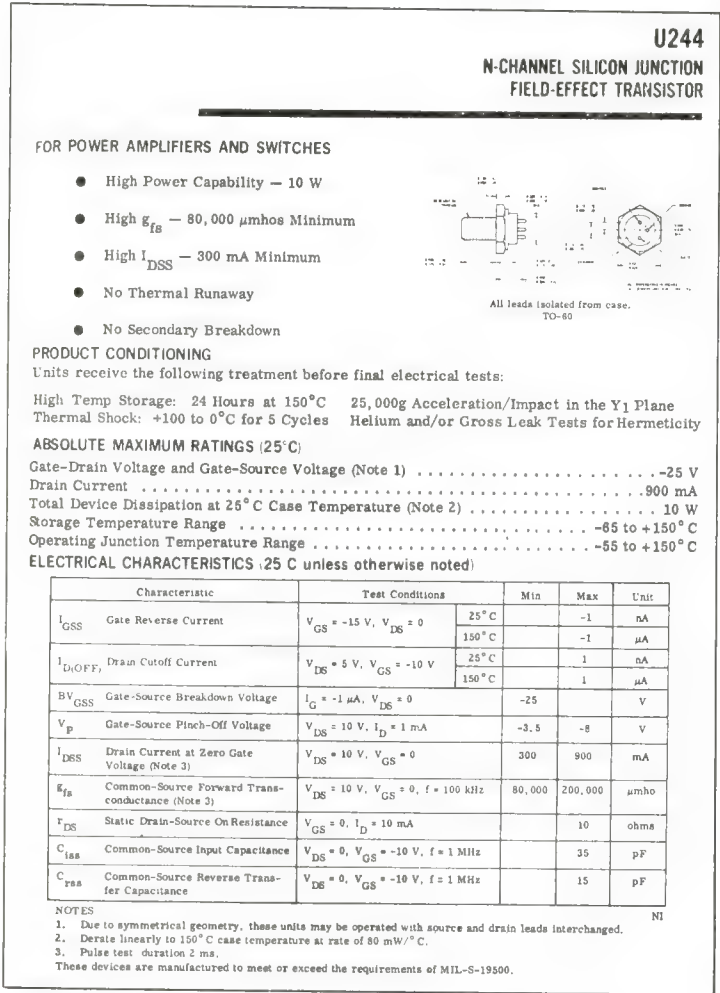 U244
N-CHANNEL SILICON JUNCTION
FIELD-EFFECT TRANSISTOR
FOR POWER AMPLIFIERS AND SWITCHES
● High Power Capability — 10 W
● High gfs — 80,000 μmhos Minimum
● High IDSS — 300 mA Minimum
● No Thermal Runaway
● No Secondary Breakdown
All leads isolated from case.
TO-60
PRODUCT CONDITIONING
Units receive the following treatment before final electrical tests:
High Temp Storage: 24 Hours at 150°C 25,000g Acceleration/Impact in the Y1 Plane
Thermal Shock: +100 to 0°C for 5 Cycles Helium and/or Gross Leak Tests for Hermeticity
ABSOLUTE MAXIMUM RATINGS (25°C)
Gate-Drain Voltage and Gate-Source Voltage (Note 1) . . . . . . . . . . -25 V
Drain Current . . . . . . . . . . 900 mA
Total Device Dissipation at 25°C Case Temperature (Note 2) . . . . . . . . . . 10 W
Storage Temperature Range . . . . . . . . . . -65 to +150°C
Operating Junction Temperature Range . . . . . . . . . . -55 to +150°C
ELECTRICAL CHARACTERISTICS (25 C unless otherwise noted)
Characteristic Test Conditions Min Max Unit
IGSS Gate Reverse Current VGS = -15 V, VDS = 0 25°C -1 nA
150°C -1 μA
ID(OFF) Drain Cutoff Current VDS = 5 V, VGS = -10 V 25°C 1 nA
150°C 1 μA
BVGSS Gate-Source Breakdown Voltage IG = -1 μA, VDS = 0 -25 V
Vp Gate-Source Pinch-Off Voltage VDS = 10 V, ID = 1 mA -3.5 -8 V
IDSS Drain Current at Zero Gate Voltage (Note 3) VDS = 10 V, VGS = 0 300 900 mA
gfs Common-Source Forward Trans-
conductance (Note 3) VDS = 10 V, VGS = 0, f = 100 kHz 80,000 200,000 μmho
rDS Static Drain-Source On Resistance VGS = 0, ID = 10 mA 10 ohms
Ciss Common-Source Input Capacitance VDS = 0, VGS = -10 V, f = 1 MHz 35 pF
Crss Common-Source Reverse Trans-
fer Capacitance VDS = 0, VGS = -10 V, f = 1 MHz 15 pF
NOTES NI
1. Due to symmetrical geometry, these units may be operated with source and drain leads interchanged.
2. Derate linearly to 150°C case temperature at rate of 80 mW/°C.
3. Pulse test duration 2 ms.
These devices are manufactured to meet or exceed the requirements of MIL-S-19500.